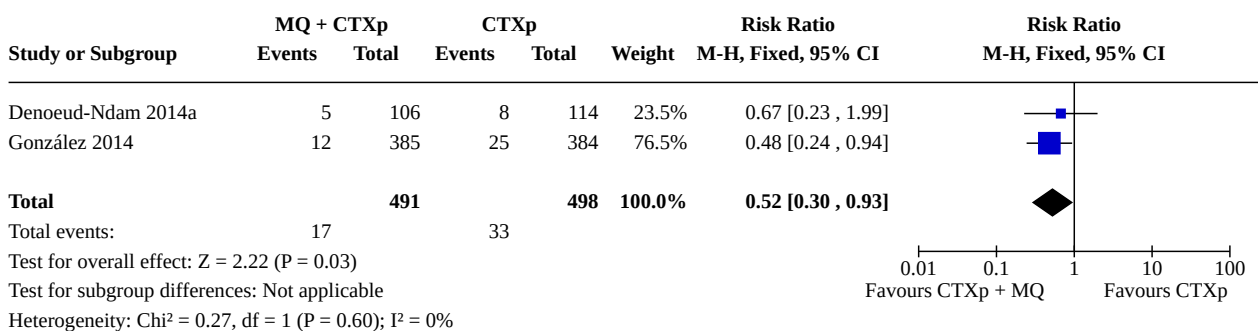 MQ + CTXp CTXp Risk Ratio Risk Ratio
Study or Subgroup Events Total Events Total Weight M-H, Fixed, 95% CI M-H, Fixed, 95% CI
Denoeud-Ndam 2014a 5 106 8 114 23.5% 0.67 [0.23 , 1.99]
González 2014 12 385 25 384 76.5% 0.48 [0.24 , 0.94]
Total 491 498 100.0% 0.52 [0.30 , 0.93]
Total events: 17 33
Test for overall effect: Z = 2.22 (P = 0.03) 0.01 0.1 1 10 100
Test for subgroup differences: Not applicable Favours CTXp + MQ Favours CTXp
Heterogeneity: Chi² = 0.27, df = 1 (P = 0.60); I² = 0%